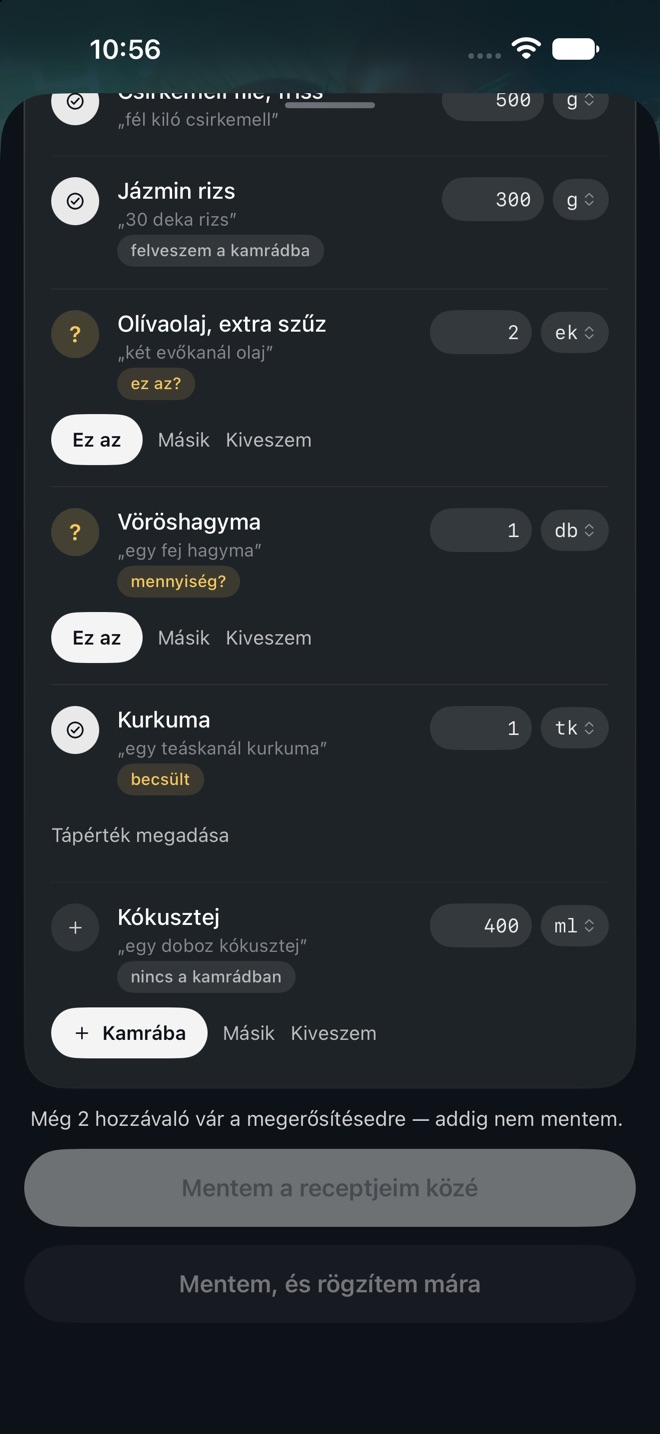 10:56
Csirkemell filé, friss
500
g
„fél kiló csirkemell”
Jázmin rizs
300
g
„30 deka rizs”
felveszem a kamrádba
?
Olívaolaj, extra szűz
2
ek
„két evőkanál olaj”
ez az?
Ez az
Másik
Kiveszem
?
Vöröshagyma
1
db
„egy fej hagyma”
mennyiség?
Ez az
Másik
Kiveszem
Kurkuma
1
tk
„egy teáskanál kurkuma”
becsült
Tápérték megadása
+
Kókusztej
400
ml
„egy doboz kókusztej”
nincs a kamrádban
+ Kamrába
Másik
Kiveszem
Még 2 hozzávaló vár a megerősítésedre — addig nem mentem.
Mentem a receptjeim közé
Mentem, és rögzítem mára